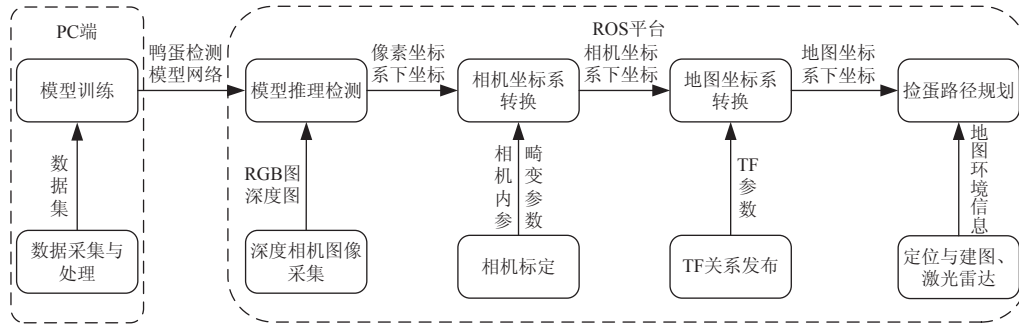 PC端
ROS平台
模型训练
鸭蛋检测
模型网络
模型推理检测
像素坐标
系下坐标
相机坐标系
转换
相机坐标
系下坐标
地图坐标系
转换
地图坐标
系下坐标
捡蛋路径规划
数据集
RGB图
深度图
相机内参
畸变参数
TF
参数
地图环境信息
数据采集与
处理
深度相机图像
采集
相机标定
TF关系发布
定位与建图、
激光雷达